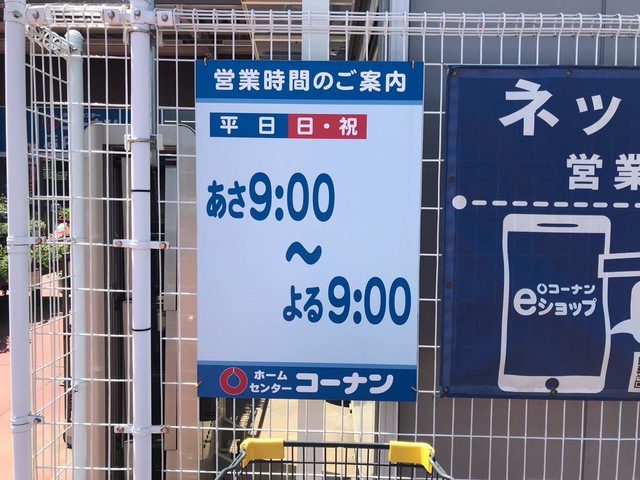 営業時間のご案内
平日 日・祝
あさ9:00
～
よる9:00
ホーム
センター コーナン
ネッ
営業
コーナン
eショップ